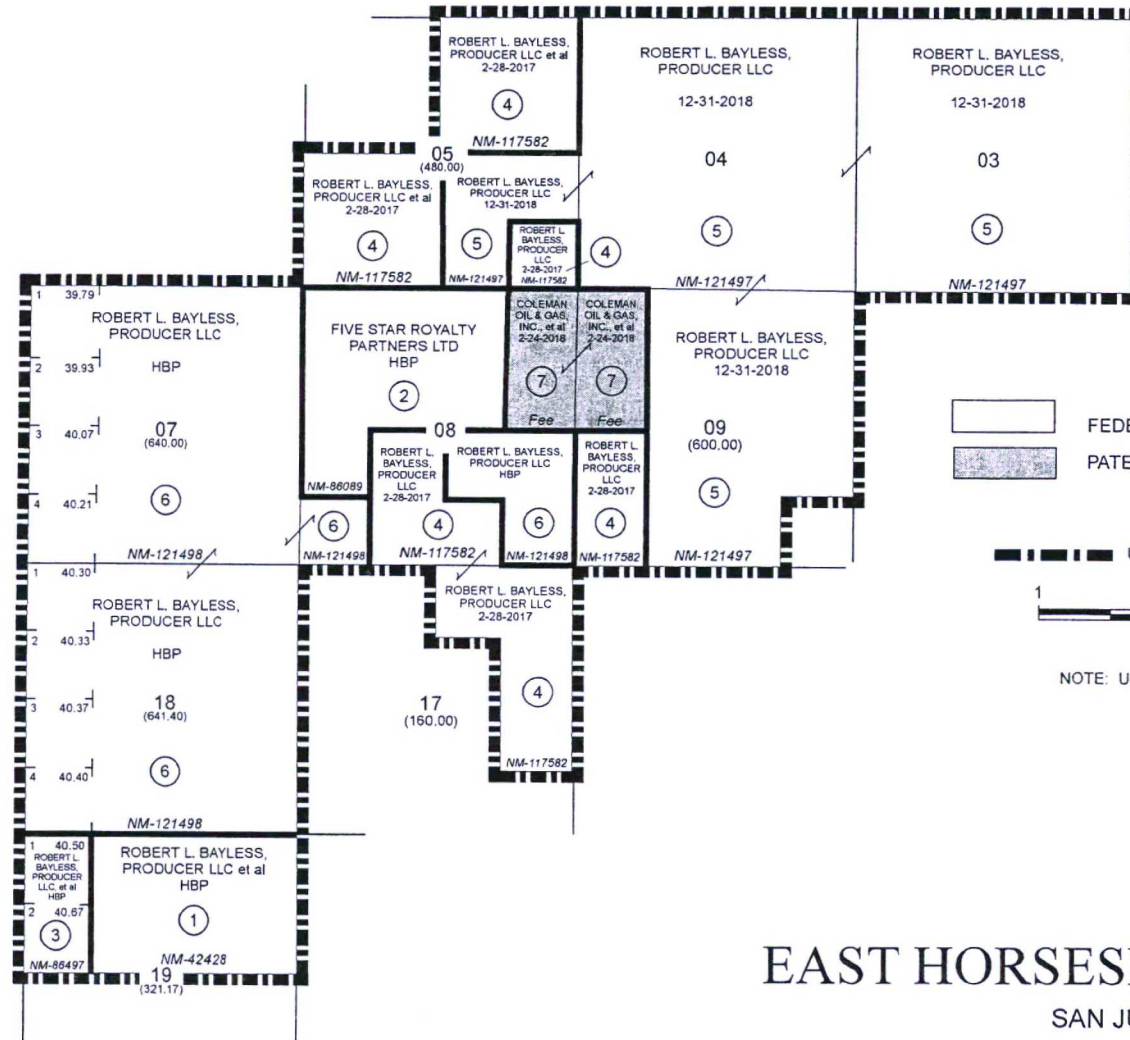 ROBERT L. BAYLESS,
PRODUCER LLC et al
2-28-2017
4
NM-117582
ROBERT L. BAYLESS,
PRODUCER LLC
12-31-2018
04
5
NM-121497
ROBERT L. BAYLESS,
PRODUCER LLC
12-31-2018
03
5
NM-121497
05
(480.00)
ROBERT L. BAYLESS,
PRODUCER LLC et al
2-28-2017
4
NM-117582
ROBERT L. BAYLESS,
PRODUCER LLC
12-31-2018
5
NM-121497
ROBERT L.
BAYLESS,
PRODUCER
LLC
2-28-2017
NM-117582
4
1 39.79
2 39.93
3 40.07
4 40.21
ROBERT L. BAYLESS,
PRODUCER LLC
HBP
07
(640.00)
6
NM-121498
FIVE STAR ROYALTY
PARTNERS LTD
HBP
2
NM-86089
COLEMAN
OIL & GAS,
INC., et al
2-24-2018
7
Fee
COLEMAN
OIL & GAS,
INC., et al
2-24-2018
7
Fee
ROBERT L. BAYLESS,
PRODUCER LLC
12-31-2018
09
(600.00)
5
NM-121497
08
ROBERT L.
BAYLESS,
PRODUCER
LLC
2-28-2017
4
NM-117582
ROBERT L. BAYLESS,
PRODUCER LLC
HBP
6
NM-121498
ROBERT L.
BAYLESS,
PRODUCER
LLC
2-28-2017
4
NM-117582
6
NM-121498
FEDE
PATE
U
1
NOTE: U
1 40.30
2 40.33
3 40.37
4 40.40
ROBERT L. BAYLESS,
PRODUCER LLC
HBP
18
(641.40)
6
NM-121498
ROBERT L. BAYLESS,
PRODUCER LLC
2-28-2017
4
NM-117582
17
(160.00)
1 40.50
ROBERT L.
BAYLESS,
PRODUCER
LLC, et al
HBP
2 40.67
3
NM-86497
ROBERT L. BAYLESS,
PRODUCER LLC et al
HBP
1
NM-42428
19
(321.17)
EAST HORSES
SAN JU